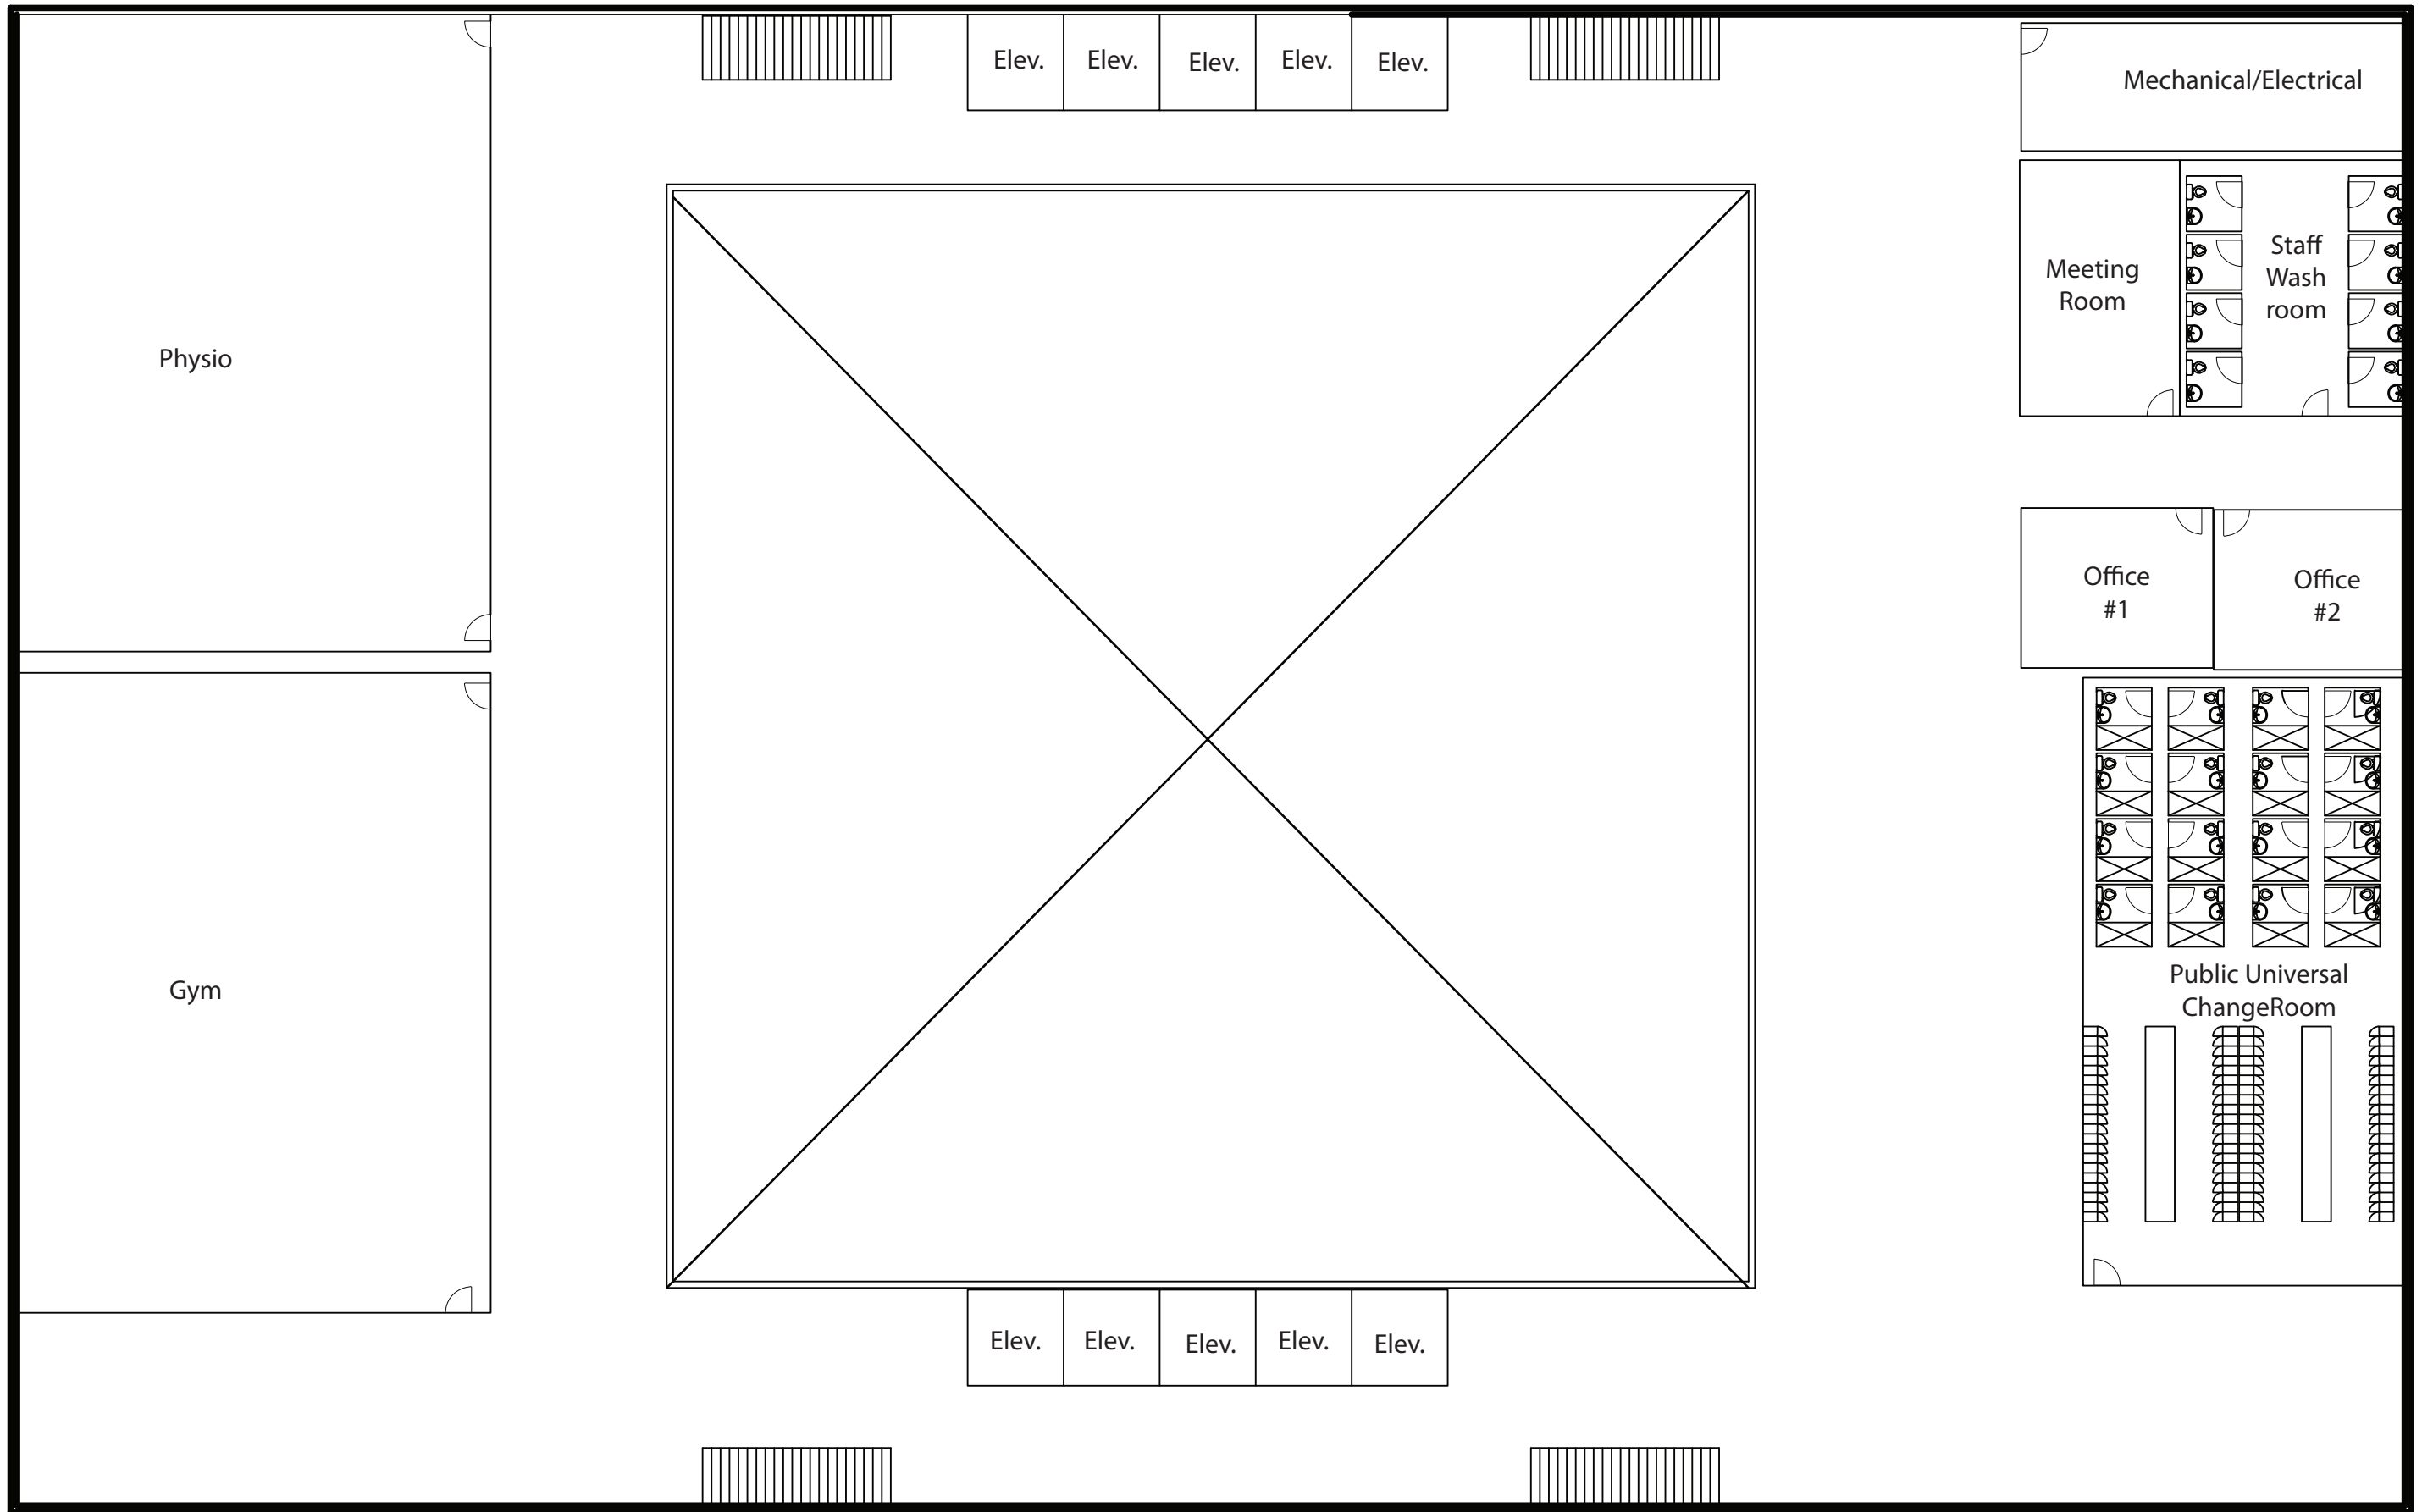 Elev.
Elev.
Elev.
Elev.
Elev.
Mechanical/Electrical
Meeting
Room
Staff
Wash
room
Physio
Office
#1
Office
#2
Gym
Public Universal
ChangeRoom
Elev.
Elev.
Elev.
Elev.
Elev.